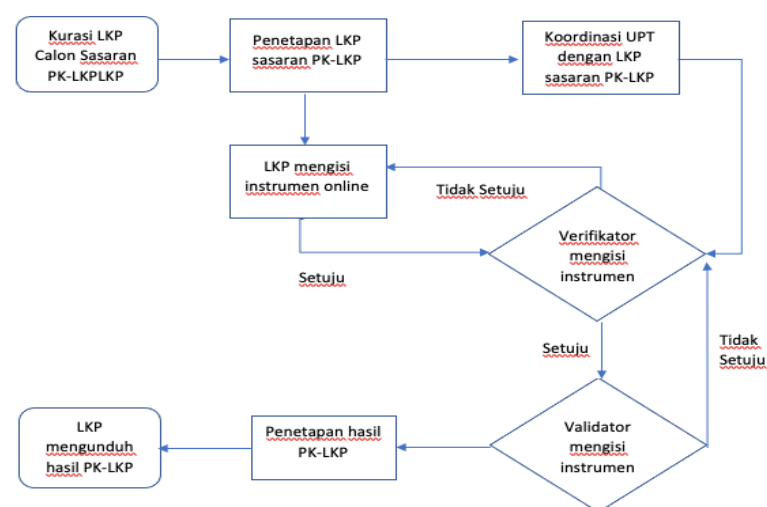 Kurasi LKP
Calon Sasaran
PK-LKPLKP
Penetapan LKP
sasaran PK-LKP
Koordinasi UPT
dengan LKP
sasaran PK-LKP
LKP mengisi
instrumen online
Tidak Setuju
Verifikator
mengisi
instrumen
Setuju
Setuju
Tidak
Setuju
LKP
mengunduh
hasil PK-LKP
Penetapan hasil
PK-LKP
Validator
mengisi
instrumen